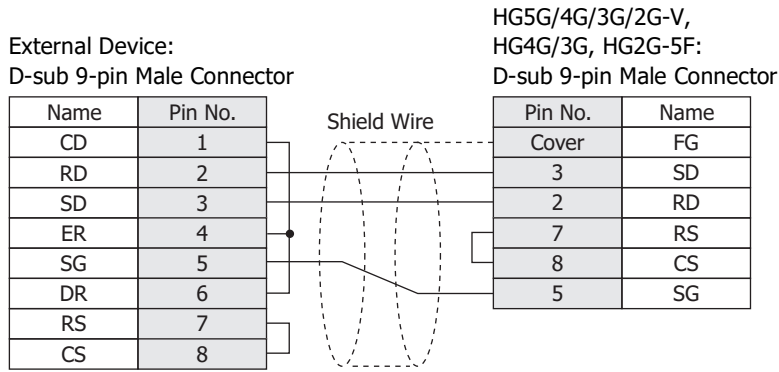 External Device:
D-sub 9-pin Male Connector
Name Pin No.
CD 1
RD 2
SD 3
ER 4
SG 5
DR 6
RS 7
CS 8
Shield Wire
HG5G/4G/3G/2G-V,
HG4G/3G, HG2G-5F:
D-sub 9-pin Male Connector
Pin No. Name
Cover FG
3 SD
2 RD
7 RS
8 CS
5 SG